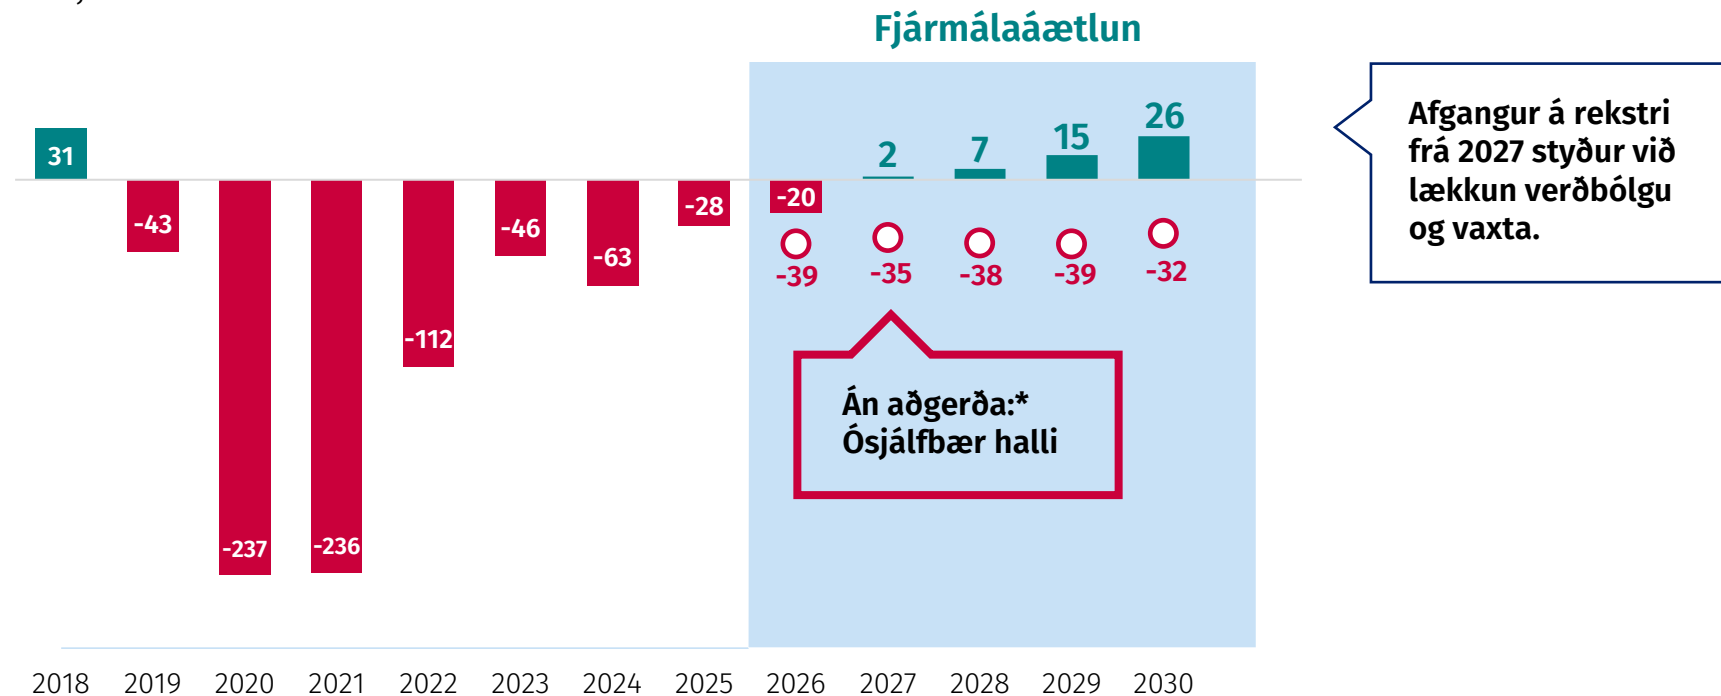 Fjármálaáætlun
Afgangur á rekstri
frá 2027 styður við
lækkun verðbólgu
og vaxta.
31
-43
-237
-236
-112
-46
-63
-28
-20
2
7
15
26
-39
-35
-38
-39
-32
Án aðgerða:*
Ósjálfbær halli
2018 2019 2020 2021 2022 2023 2024 2025 2026 2027 2028 2029 2030